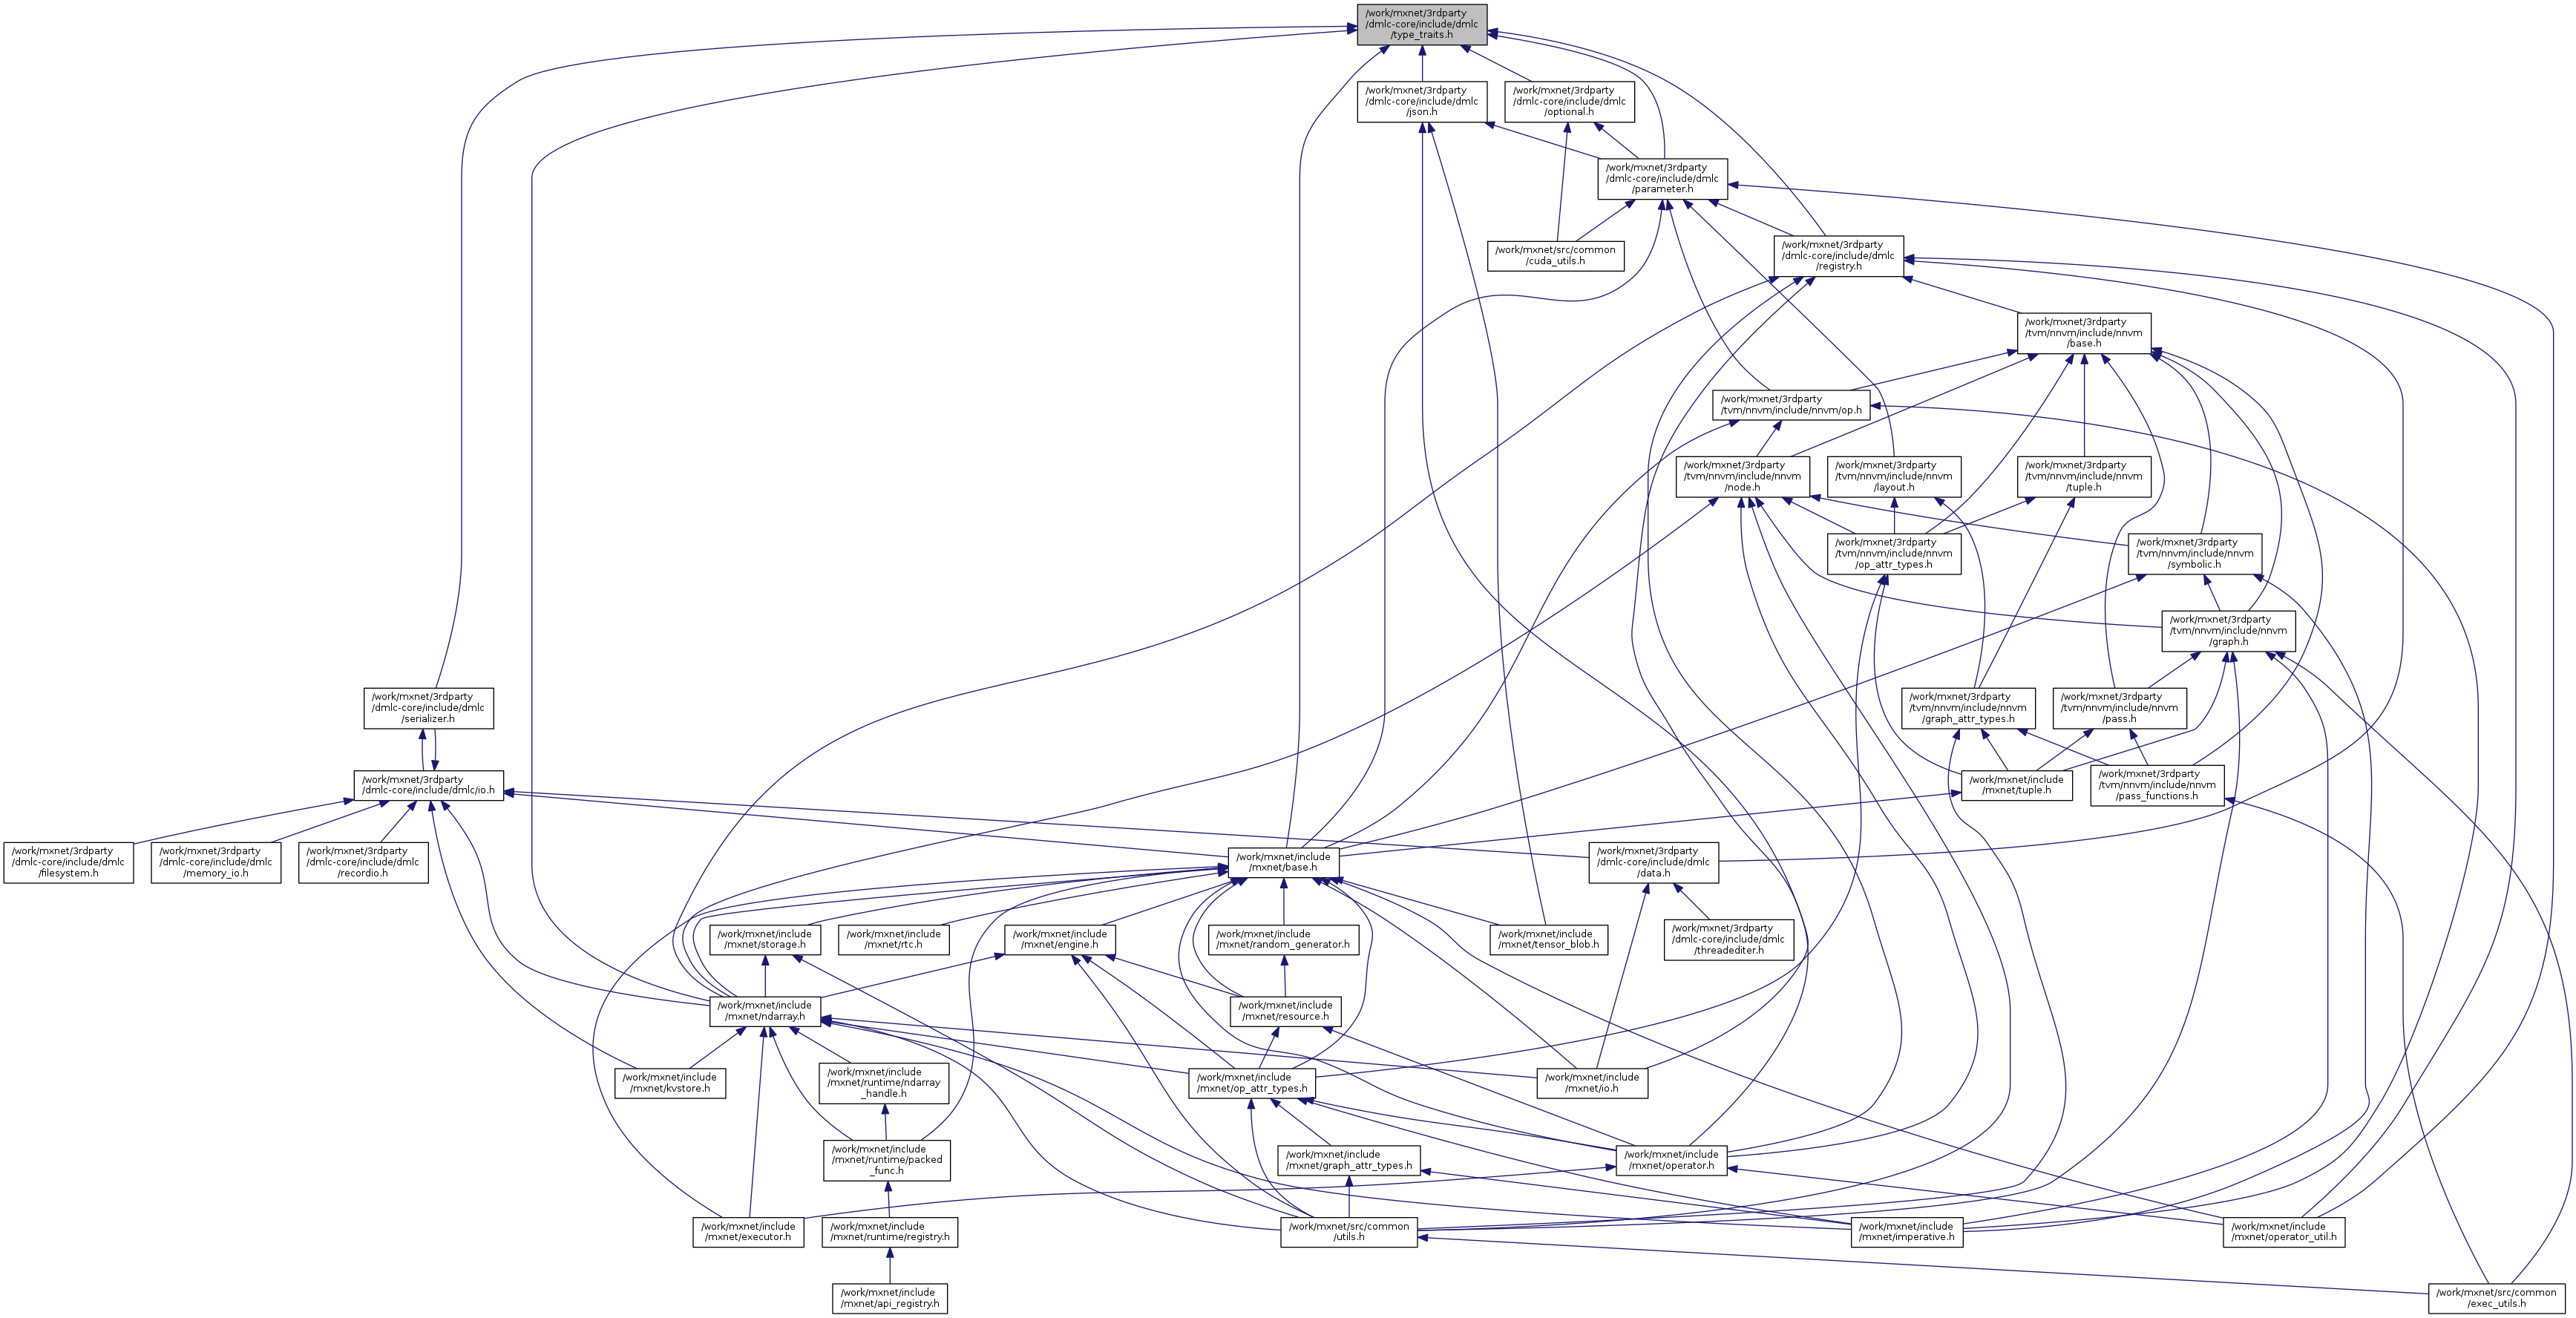 /work/mxnet/3rdparty
/dmlc-core/include/dmlc
/type_traits.h
/work/mxnet/3rdparty
/dmlc-core/include/dmlc
/json.h
/work/mxnet/3rdparty
/dmlc-core/include/dmlc
/optional.h
/work/mxnet/3rdparty
/dmlc-core/include/dmlc
/parameter.h
/work/mxnet/src/common
/cuda_utils.h
/work/mxnet/3rdparty
/dmlc-core/include/dmlc
/registry.h
/work/mxnet/3rdparty
/tvm/nnvm/include/nnvm
/base.h
/work/mxnet/3rdparty
/tvm/nnvm/include/nnvm/op.h
/work/mxnet/3rdparty
/tvm/nnvm/include/nnvm
/node.h
/work/mxnet/3rdparty
/tvm/nnvm/include/nnvm
/layout.h
/work/mxnet/3rdparty
/tvm/nnvm/include/nnvm
/tuple.h
/work/mxnet/3rdparty
/tvm/nnvm/include/nnvm
/op_attr_types.h
/work/mxnet/3rdparty
/tvm/nnvm/include/nnvm
/symbolic.h
/work/mxnet/3rdparty
/tvm/nnvm/include/nnvm
/graph.h
/work/mxnet/3rdparty
/dmlc-core/include/dmlc
/serializer.h
/work/mxnet/3rdparty
/tvm/nnvm/include/nnvm
/graph_attr_types.h
/work/mxnet/3rdparty
/tvm/nnvm/include/nnvm
/pass.h
/work/mxnet/3rdparty
/dmlc-core/include/dmlc/io.h
/work/mxnet/include
/mxnet/tuple.h
/work/mxnet/3rdparty
/tvm/nnvm/include/nnvm
/pass_functions.h
/work/mxnet/3rdparty
/dmlc-core/include/dmlc
/filesystem.h
/work/mxnet/3rdparty
/dmlc-core/include/dmlc
/memory_io.h
/work/mxnet/3rdparty
/dmlc-core/include/dmlc
/recordio.h
/work/mxnet/include
/mxnet/base.h
/work/mxnet/3rdparty
/dmlc-core/include/dmlc
/data.h
/work/mxnet/include
/mxnet/storage.h
/work/mxnet/include
/mxnet/rtc.h
/work/mxnet/include
/mxnet/engine.h
/work/mxnet/include
/mxnet/random_generator.h
/work/mxnet/include
/mxnet/tensor_blob.h
/work/mxnet/3rdparty
/dmlc-core/include/dmlc
/threadediter.h
/work/mxnet/include
/mxnet/ndarray.h
/work/mxnet/include
/mxnet/resource.h
/work/mxnet/include
/mxnet/kvstore.h
/work/mxnet/include
/mxnet/runtime/ndarray
_handle.h
/work/mxnet/include
/mxnet/op_attr_types.h
/work/mxnet/include
/mxnet/io.h
/work/mxnet/include
/mxnet/runtime/packed
_func.h
/work/mxnet/include
/mxnet/graph_attr_types.h
/work/mxnet/include
/mxnet/operator.h
/work/mxnet/include
/mxnet/executor.h
/work/mxnet/include
/mxnet/runtime/registry.h
/work/mxnet/src/common
/utils.h
/work/mxnet/include
/mxnet/imperative.h
/work/mxnet/include
/mxnet/operator_util.h
/work/mxnet/include
/mxnet/api_registry.h
/work/mxnet/src/common
/exec_utils.h